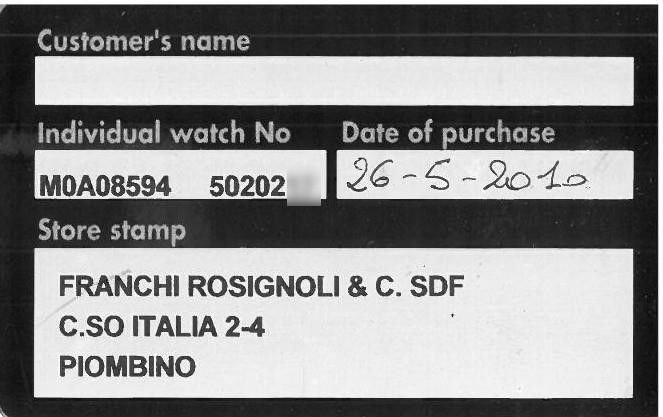 Customer's name
Individual watch No Date of purchase
M0A08594 50202 26-5-2010
Store stamp
FRANCHI ROSIGNOLI & C. SDF
C.SO ITALIA 2-4
PIOMBINO